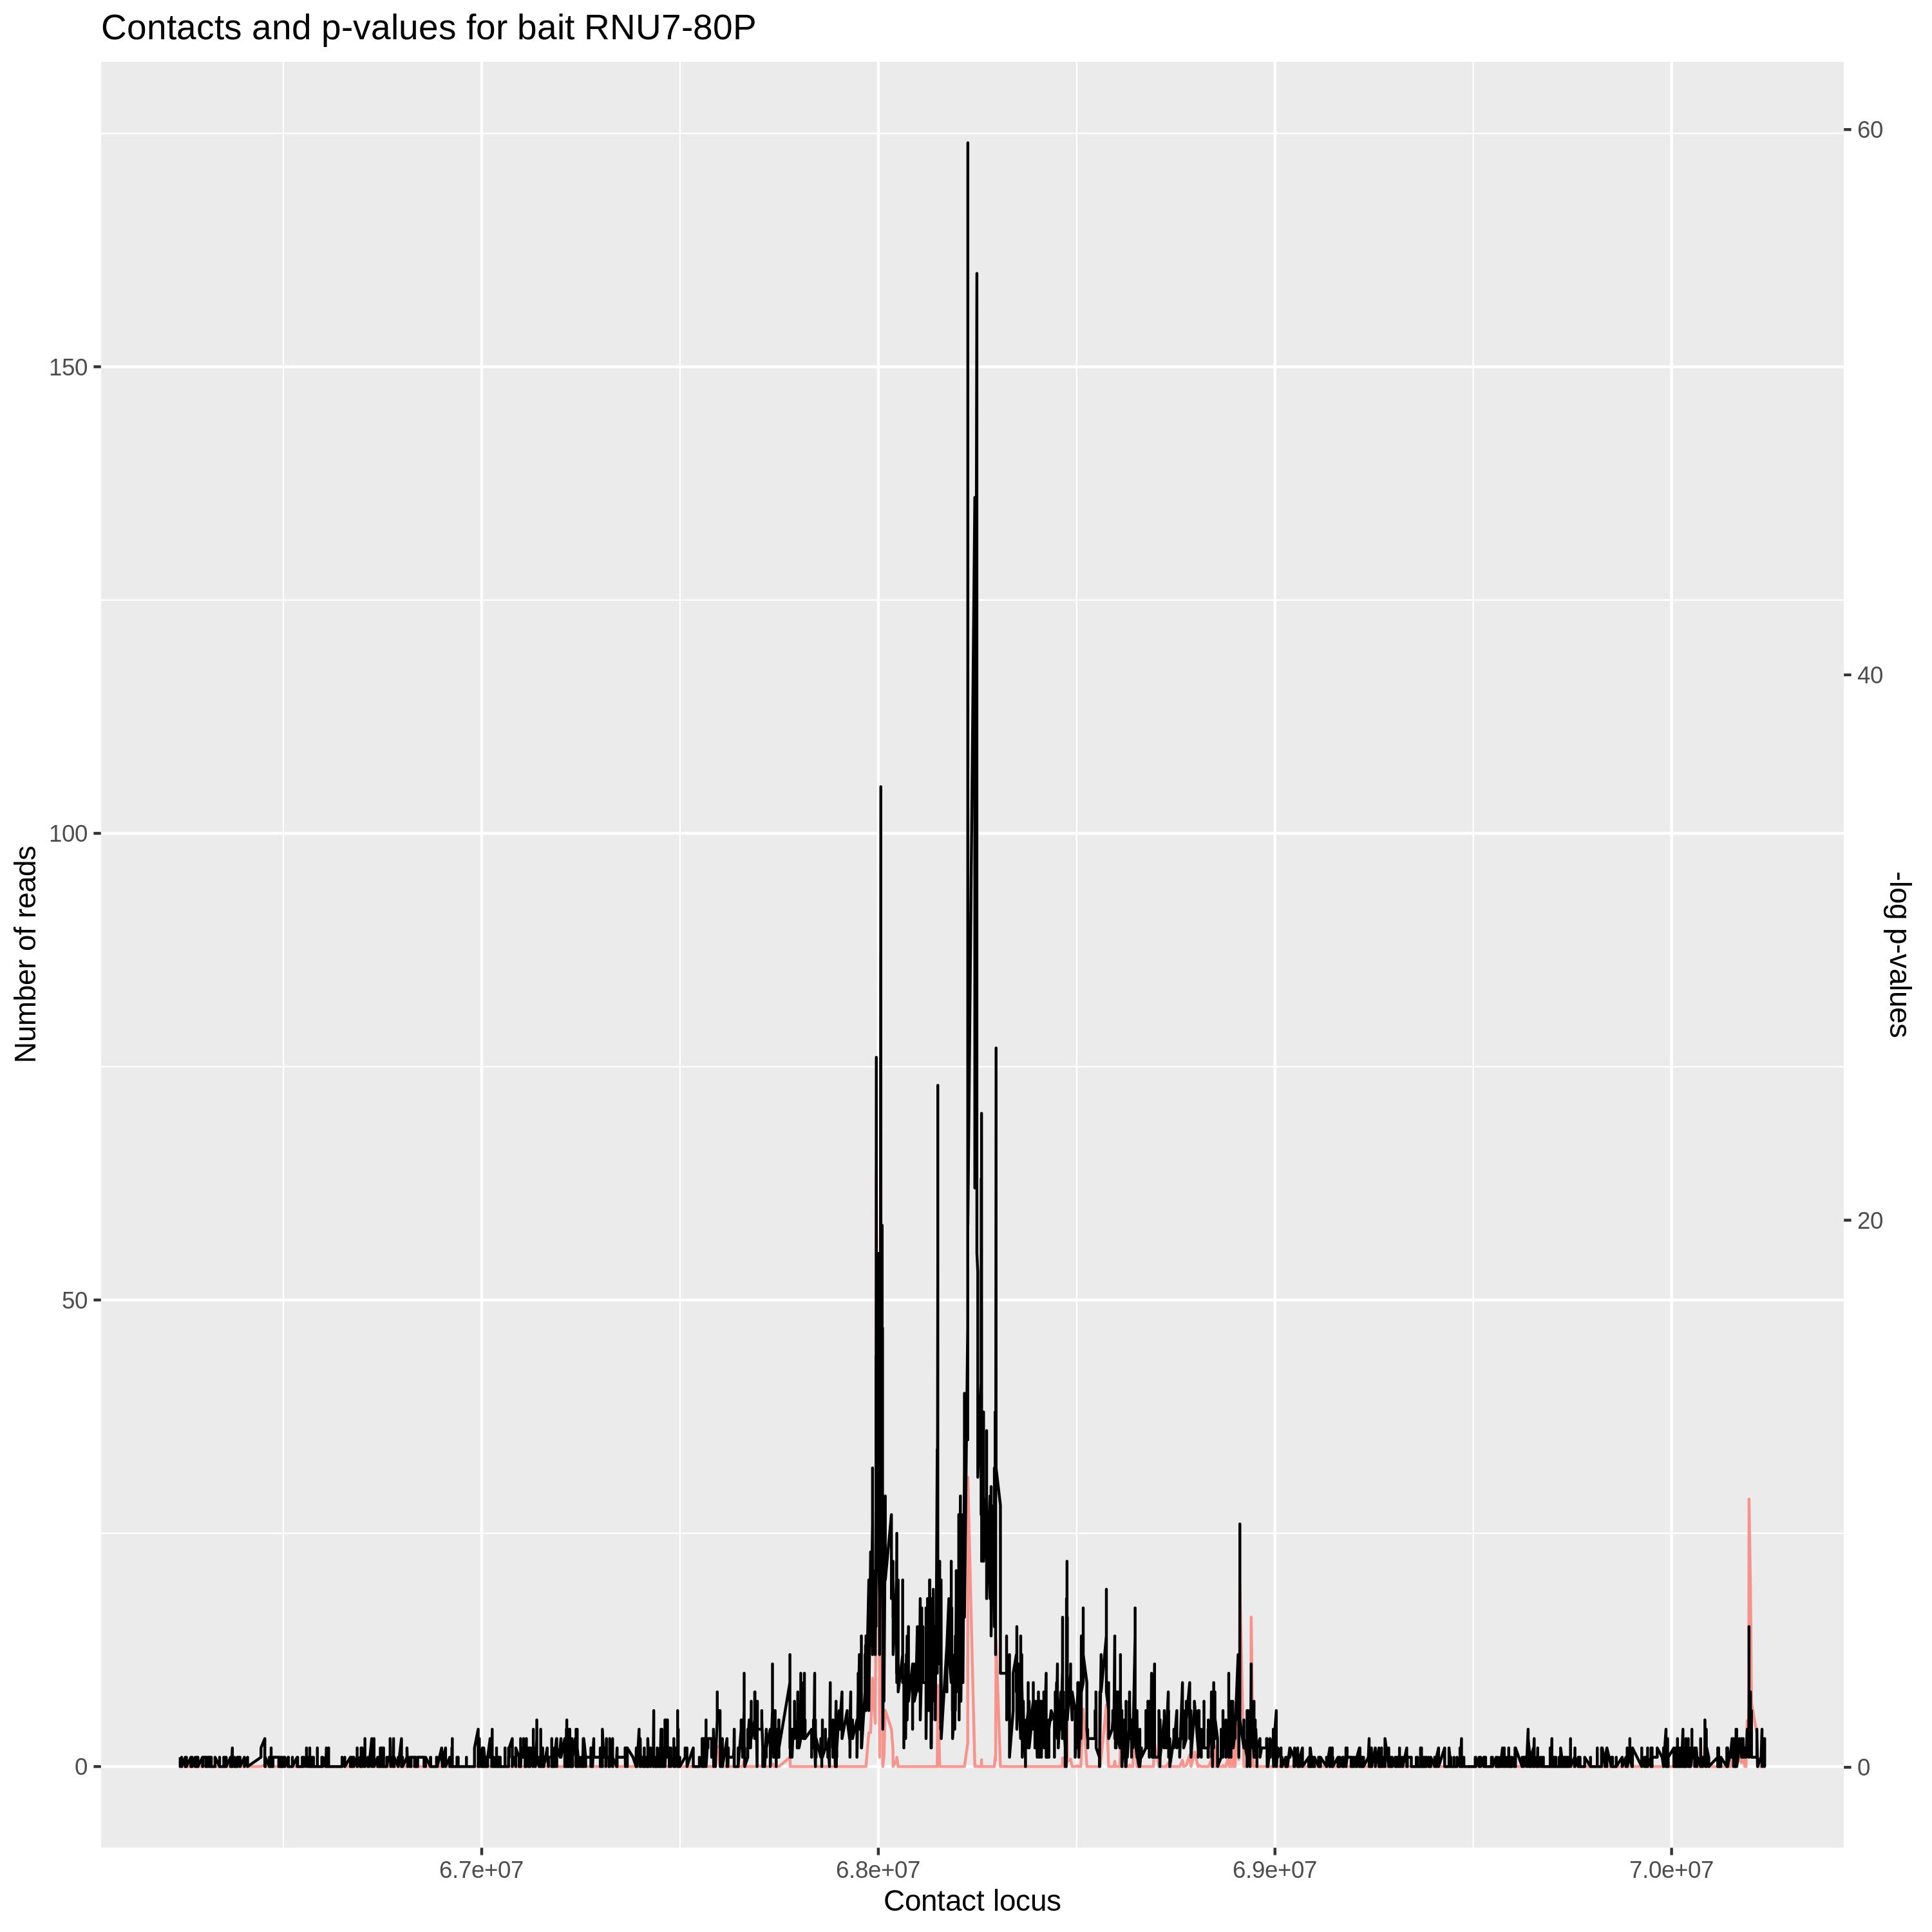 Contacts and p-values for bait RNU7-80P
60
150
40
100
Number of reads
-log p-values
20
50
0
0
6.7e+07
6.8e+07
6.9e+07
7.0e+07
Contact locus